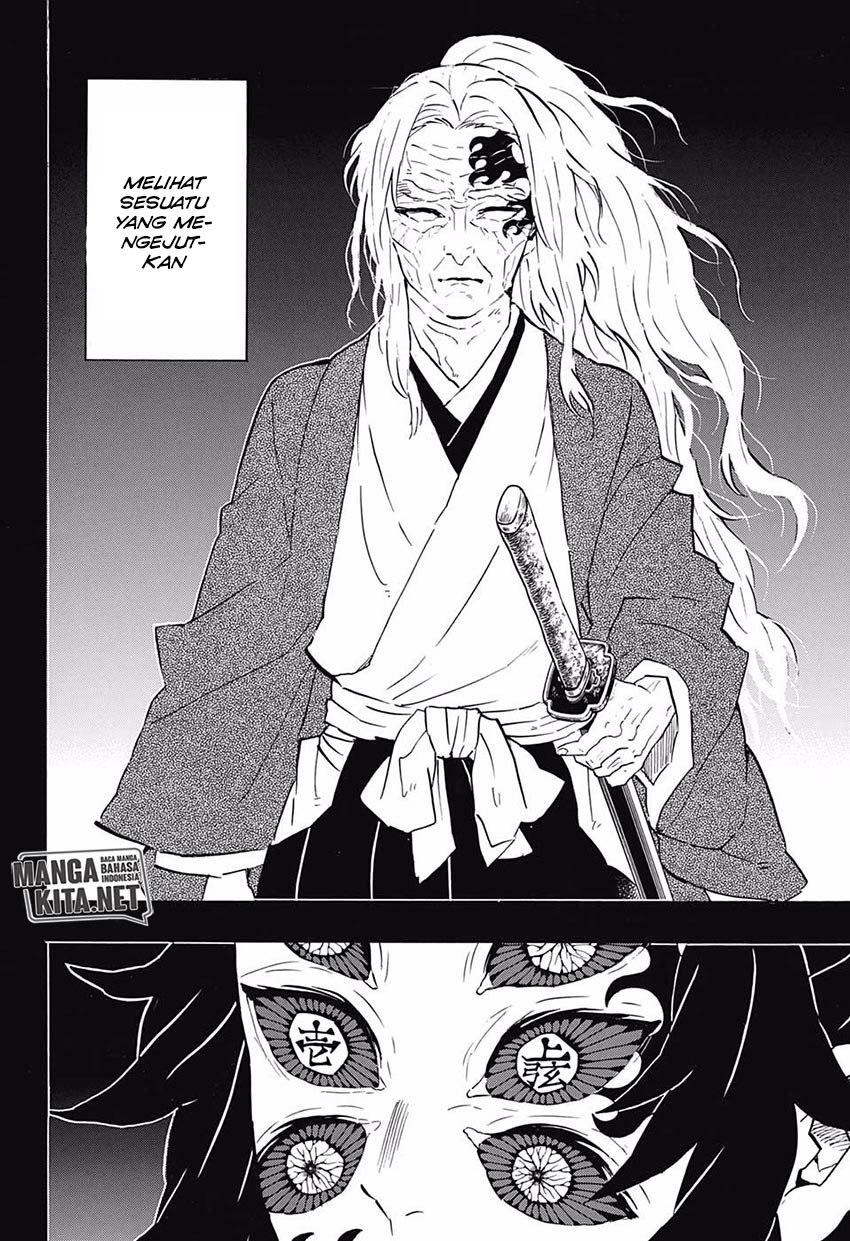 MELIHAT
SESUATU
YANG ME-
NGEJUT-
KAN
MANGA
KITA.NET
BACA MANGA
BAHASA
INDONESIA
壱
上弦